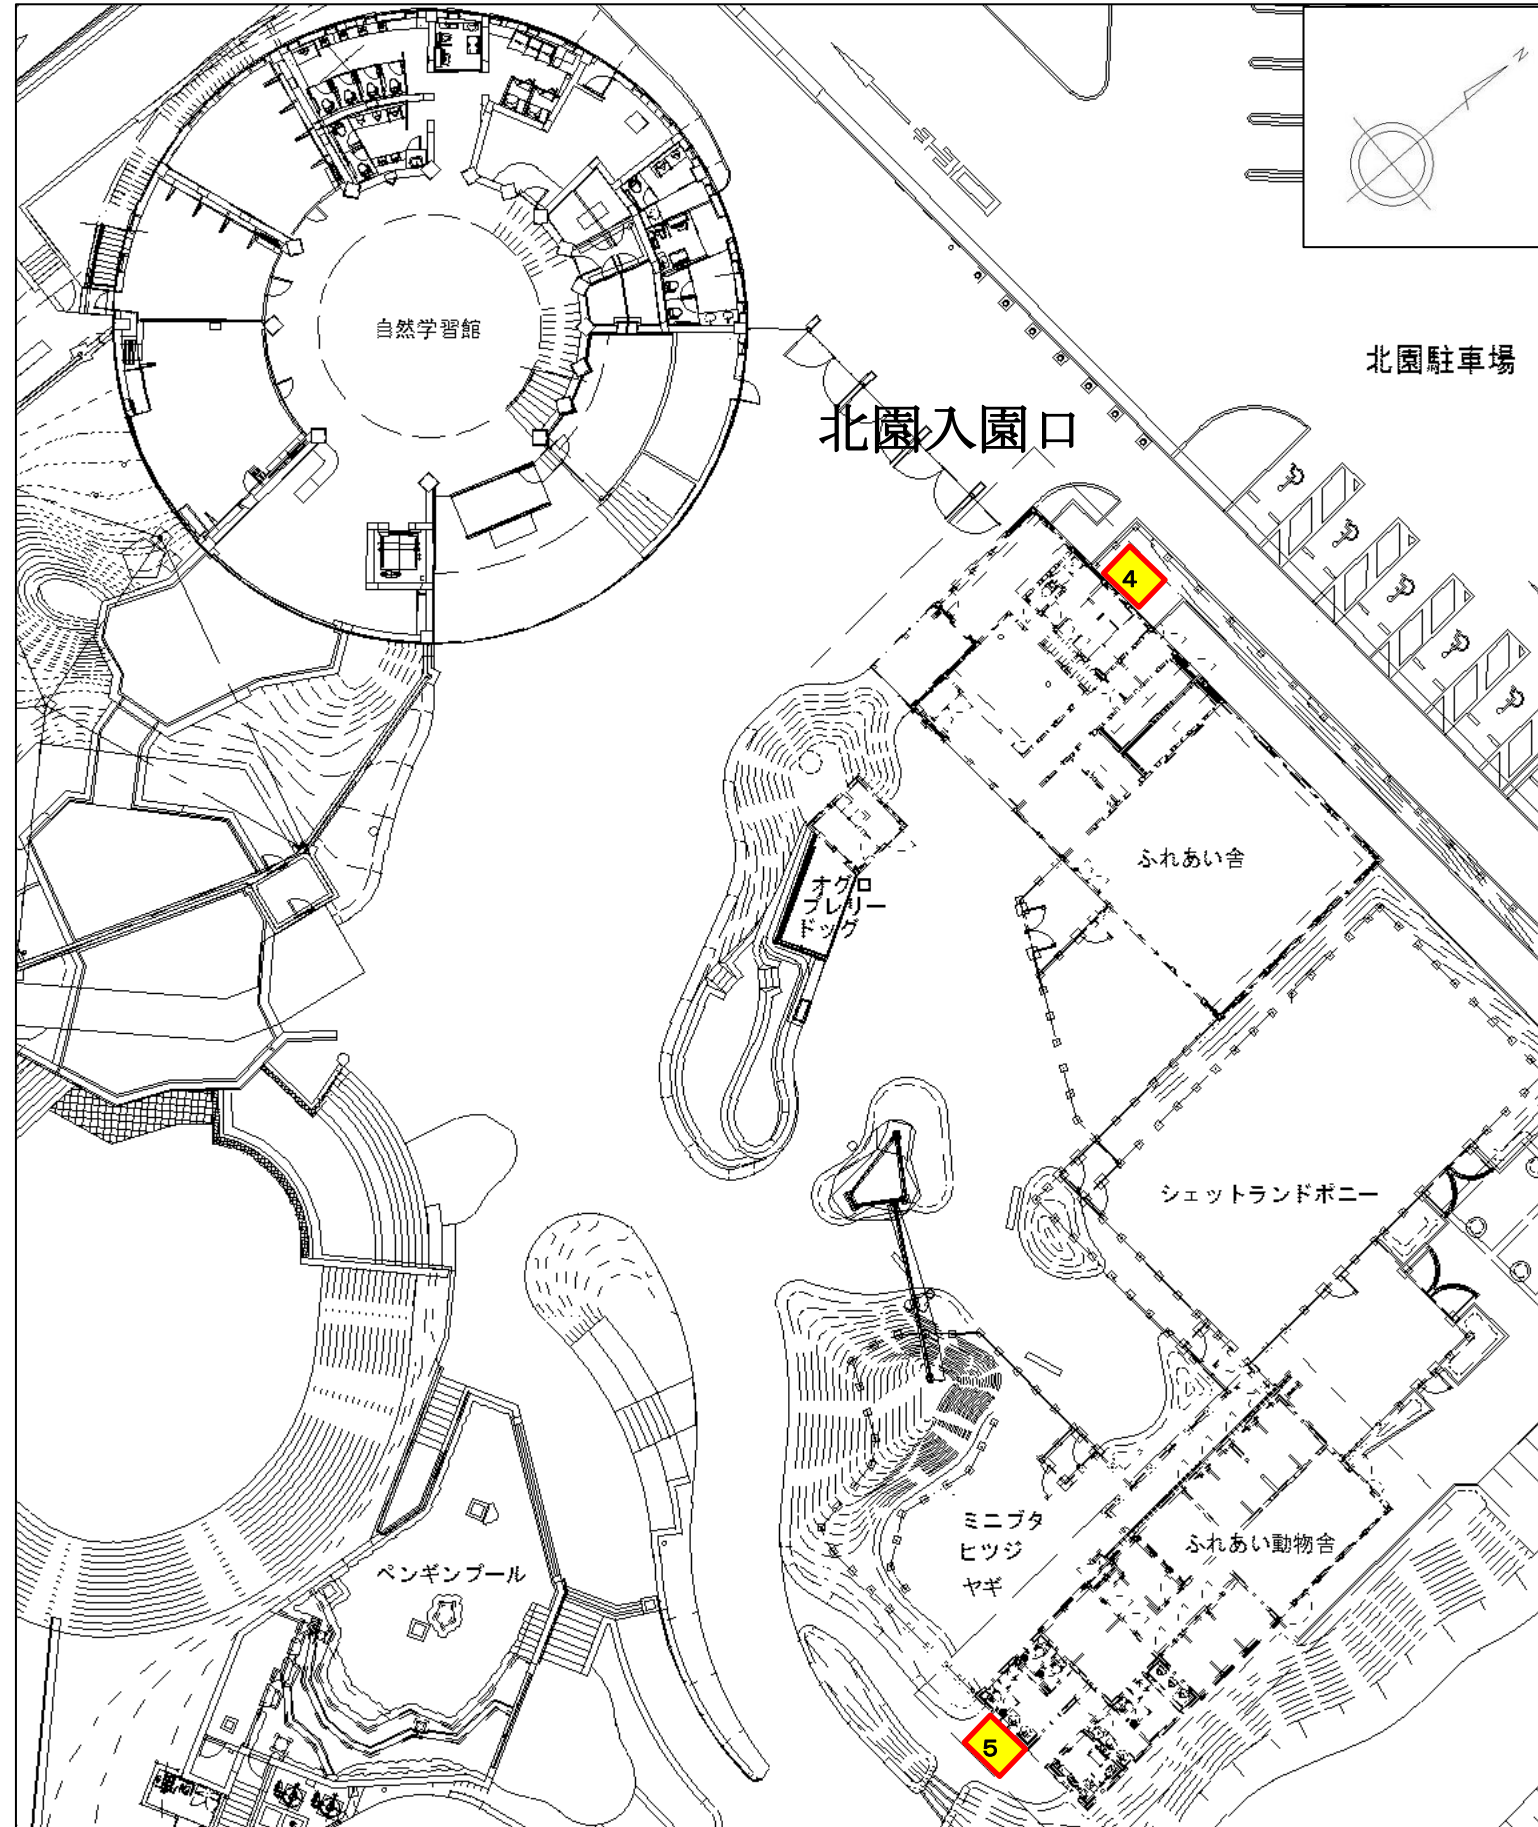 N
自然学習館
北園駐車場
北園入園口
4
ふれあい舎
オグロ
プレリー
ドッグ
シェットランドポニー
ミニブタ
ヒツジ
ヤギ
ふれあい動物舎
ペンギンプール
5